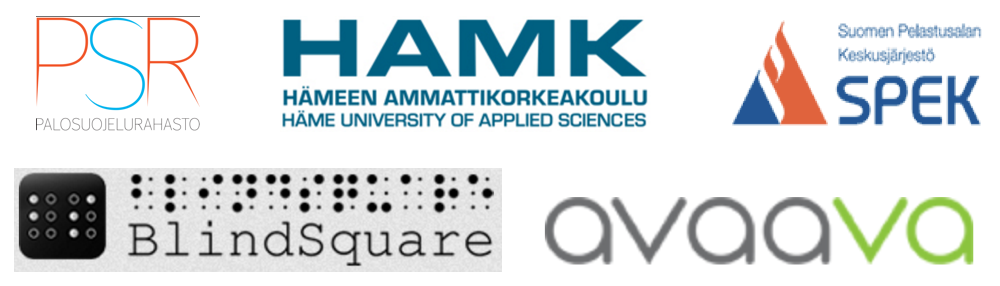 PSR
PALOSUOJELURAHASTO
HAMK
HÄMEEN AMMATTIKORKEAKOULU
HÄME UNIVERSITY OF APPLIED SCIENCES
Suomen Pelastusalan
Keskusjärjestö
SPEK
BlindSquare
avaava